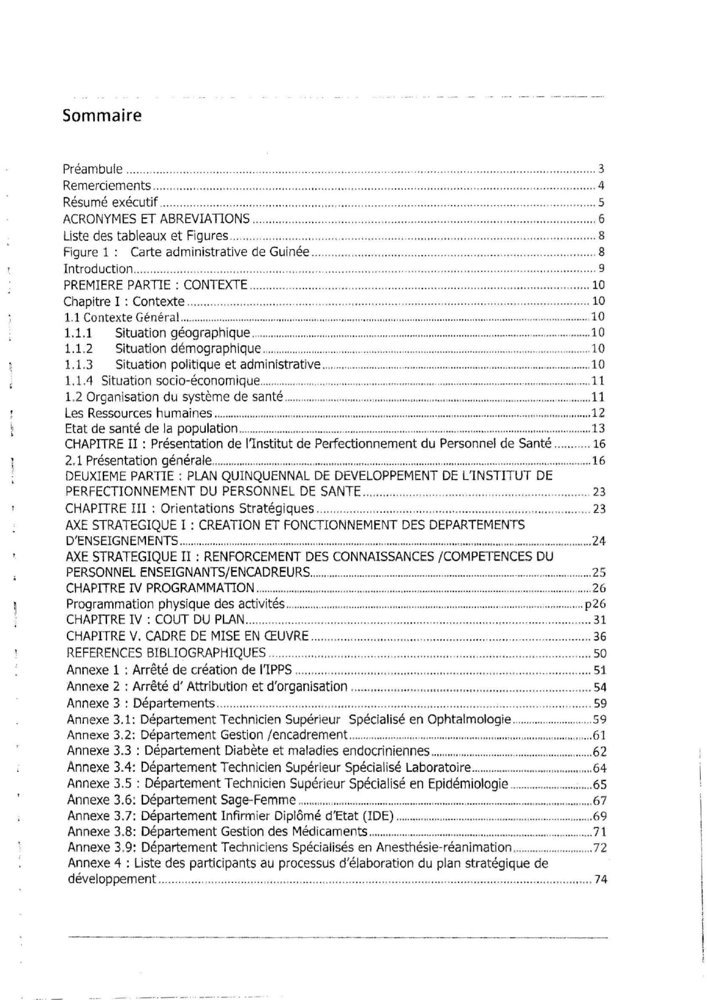 Sommaire
Préambule ........ 3
Remerciements ........ 4
Résumé exécutif ........ 5
ACRONYMES ET ABREVIATIONS ........ 6
Liste des tableaux et Figures ........ 8
Figure 1 : Carte administrative de Guinée ........ 8
Introduction ........ 9
PREMIERE PARTIE : CONTEXTE ........ 10
Chapitre I : Contexte ........ 10
1.1 Contexte Général ........ 10
1.1.1 Situation géographique ........ 10
1.1.2 Situation démographique ........ 10
1.1.3 Situation politique et administrative ........ 10
1.1.4 Situation socio-économique ........ 11
1.2 Organisation du système de santé ........ 11
Les Ressources humaines ........ 12
Etat de santé de la population ........ 13
CHAPITRE II : Présentation de l'Institut de Perfectionnement du Personnel de Santé ........ 16
2.1 Présentation générale ........ 16
DEUXIEME PARTIE : PLAN QUINQUENNAL DE DEVELOPPEMENT DE L'INSTITUT DE
PERFECTIONNEMENT DU PERSONNEL DE SANTE ........ 23
CHAPITRE III : Orientations Stratégiques ........ 23
AXE STRATEGIQUE I : CREATION ET FONCTIONNEMENT DES DEPARTEMENTS
D'ENSEIGNEMENTS ........ 24
AXE STRATEGIQUE II : RENFORCEMENT DES CONNAISSANCES /COMPETENCES DU
PERSONNEL ENSEIGNANTS/ENCADREURS ........ 25
CHAPITRE IV PROGRAMMATION ........ 26
Programmation physique des activités ........ p26
CHAPITRE IV : COUT DU PLAN ........ 31
CHAPITRE V. CADRE DE MISE EN ŒUVRE ........ 36
REFERENCES BIBLIOGRAPHIQUES ........ 50
Annexe 1 : Arrêté de création de l'IPPS ........ 51
Annexe 2 : Arrêté d' Attribution et d'organisation ........ 54
Annexe 3 : Départements ........ 59
Annexe 3.1: Département Technicien Supérieur Spécialisé en Ophtalmologie ........ 59
Annexe 3.2: Département Gestion /encadrement ........ 61
Annexe 3.3 : Département Diabète et maladies endocriniennes ........ 62
Annexe 3.4: Département Technicien Supérieur Spécialisé Laboratoire ........ 64
Annexe 3.5 : Département Technicien Supérieur Spécialisé en Epidémiologie ........ 65
Annexe 3.6: Département Sage-Femme ........ 67
Annexe 3.7: Département Infirmier Diplômé d'Etat (IDE) ........ 69
Annexe 3.8: Département Gestion des Médicaments ........ 71
Annexe 3.9: Département Techniciens Spécialisés en Anesthésie-réanimation ........ 72
Annexe 4 : Liste des participants au processus d'élaboration du plan stratégique de
développement ........ 74